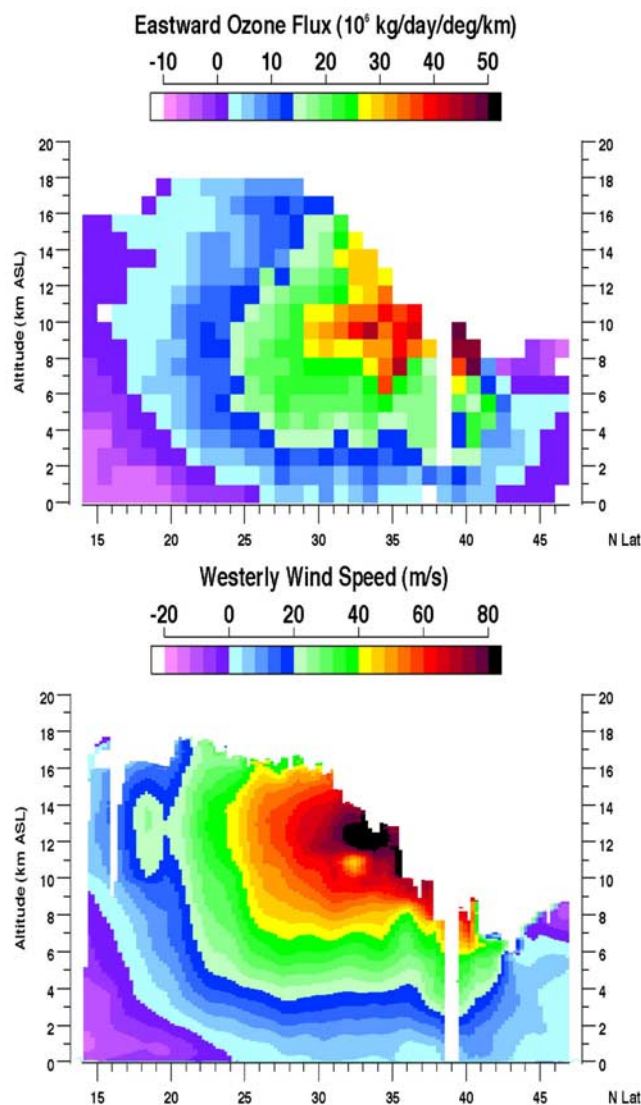 Eastward Ozone Flux (10⁶ kg/day/deg/km)
-10 0 10 20 30 40 50
20 20
18 18
16 16
14 14
12 12
10 10
8 8
6 6
4 4
2 2
0 0
Altitude (km ASL)
15 20 25 30 35 40 45 N Lat
Westerly Wind Speed (m/s)
-20 0 20 40 60 80
20 20
18 18
16 16
14 14
12 12
10 10
8 8
6 6
4 4
2 2
0 0
Altitude (km ASL)
15 20 25 30 35 40 45 N Lat